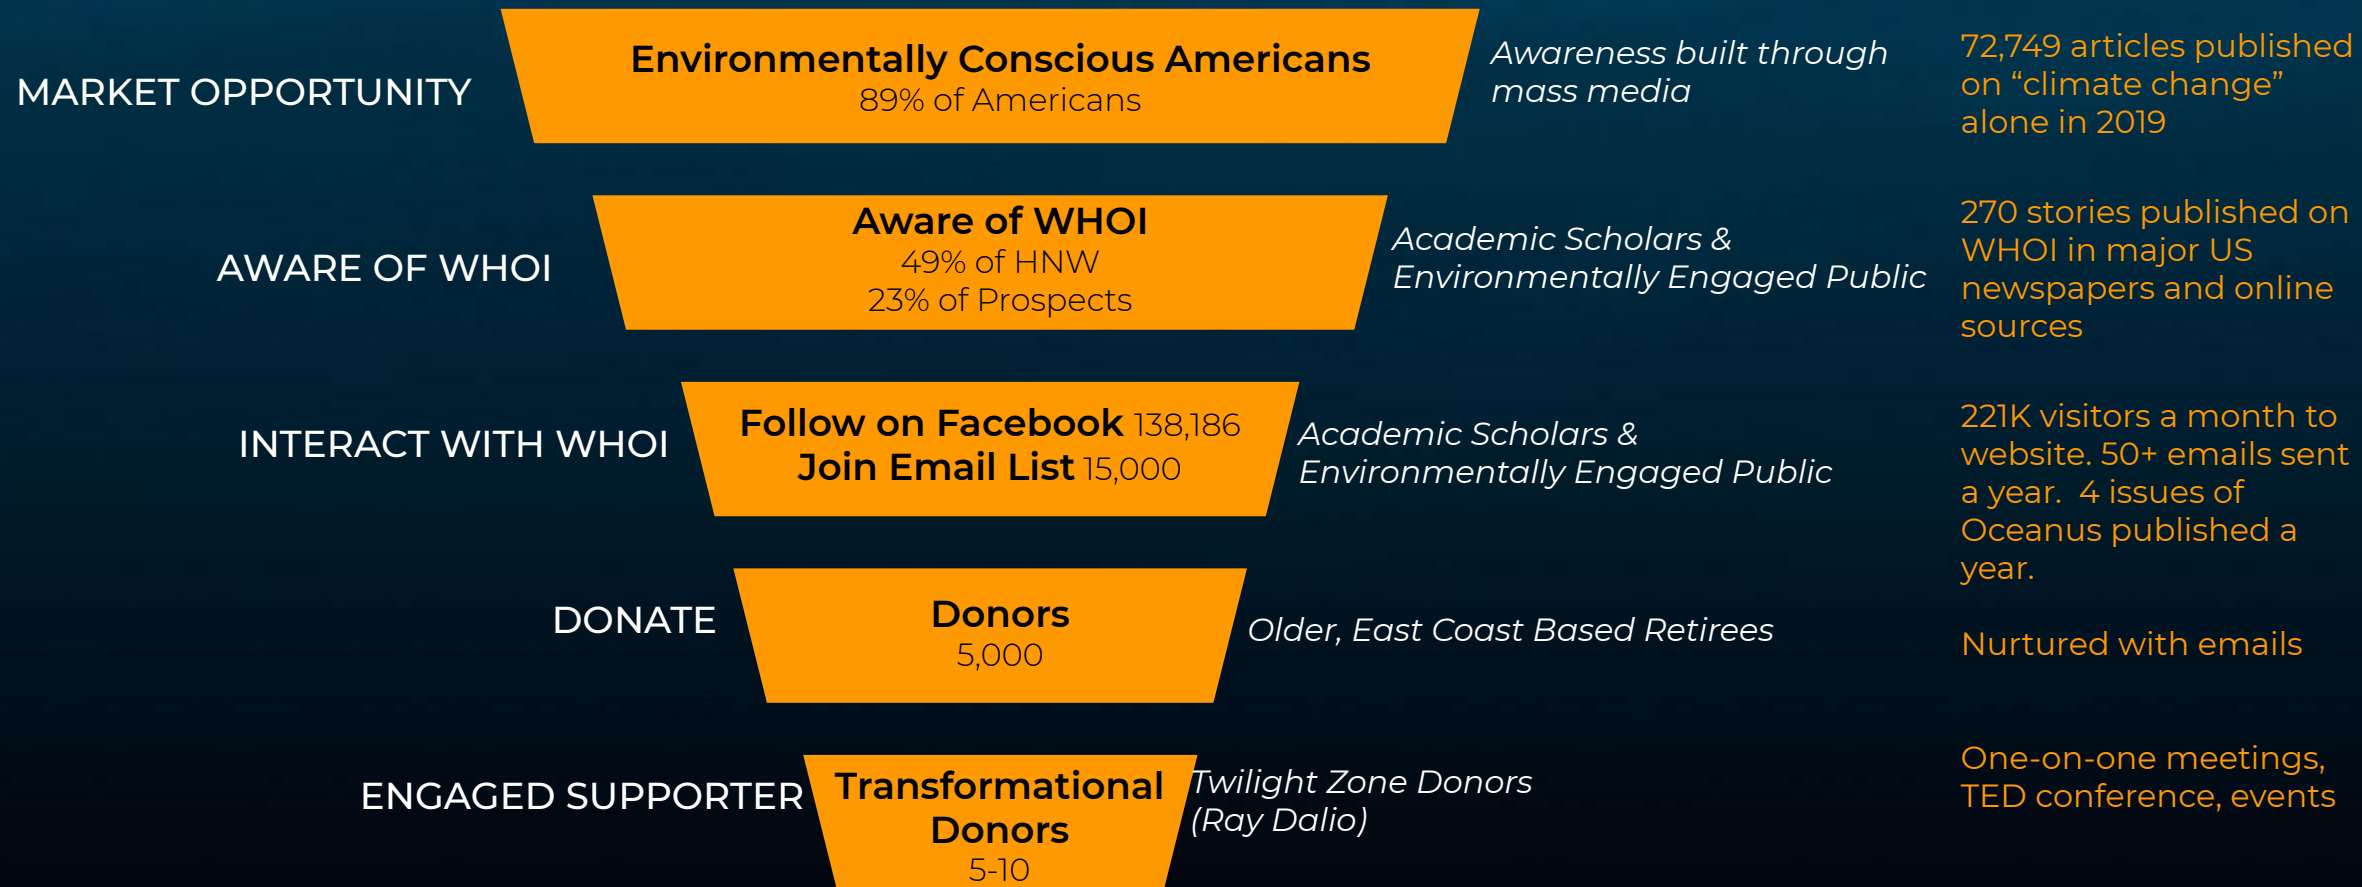 MARKET OPPORTUNITY
Environmentally Conscious Americans
89% of Americans
Awareness built through
mass media
72,749 articles published
on “climate change”
alone in 2019
AWARE OF WHOI
Aware of WHOI
49% of HNW
23% of Prospects
Academic Scholars &
Environmentally Engaged Public
270 stories published on
WHOI in major US
newspapers and online
sources
INTERACT WITH WHOI
Follow on Facebook 138,186
Join Email List 15,000
Academic Scholars &
Environmentally Engaged Public
221K visitors a month to
website. 50+ emails sent
a year.  4 issues of
Oceanus published a
year.
DONATE
Donors
5,000
Older, East Coast Based Retirees
Nurtured with emails
ENGAGED SUPPORTER
Transformational
Donors
5-10
Twilight Zone Donors
(Ray Dalio)
One-on-one meetings,
TED conference, events